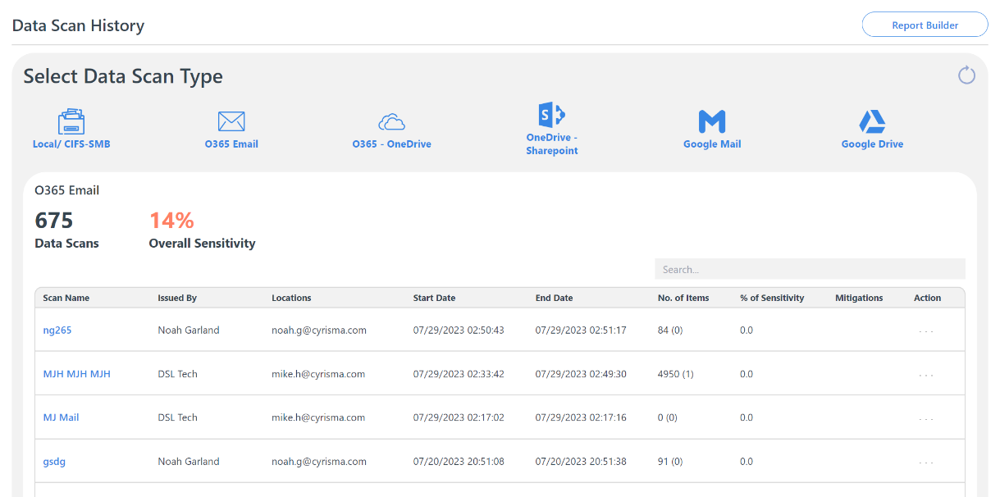 Data Scan History
Report Builder
Select Data Scan Type
Local/ CIFS-SMB
O365 Email
O365 - OneDrive
OneDrive -
Sharepoint
Google Mail
Google Drive
O365 Email
675 14%
Data Scans Overall Sensitivity
Search...
Scan Name Issued By Locations Start Date End Date No. of Items % of Sensitivity Mitigations Action
ng265 Noah Garland noah.g@cyrisma.com 07/29/2023 02:50:43 07/29/2023 02:51:17 84 (0) 0.0 ...
MJH MJH MJH DSL Tech mike.h@cyrisma.com 07/29/2023 02:33:42 07/29/2023 02:49:30 4950 (1) 0.0 ...
MJ Mail DSL Tech mike.h@cyrisma.com 07/29/2023 02:17:02 07/29/2023 02:17:16 0 (0) 0.0 ...
gsdg Noah Garland noah.g@cyrisma.com 07/20/2023 20:51:08 07/20/2023 20:51:38 91 (0) 0.0 ...